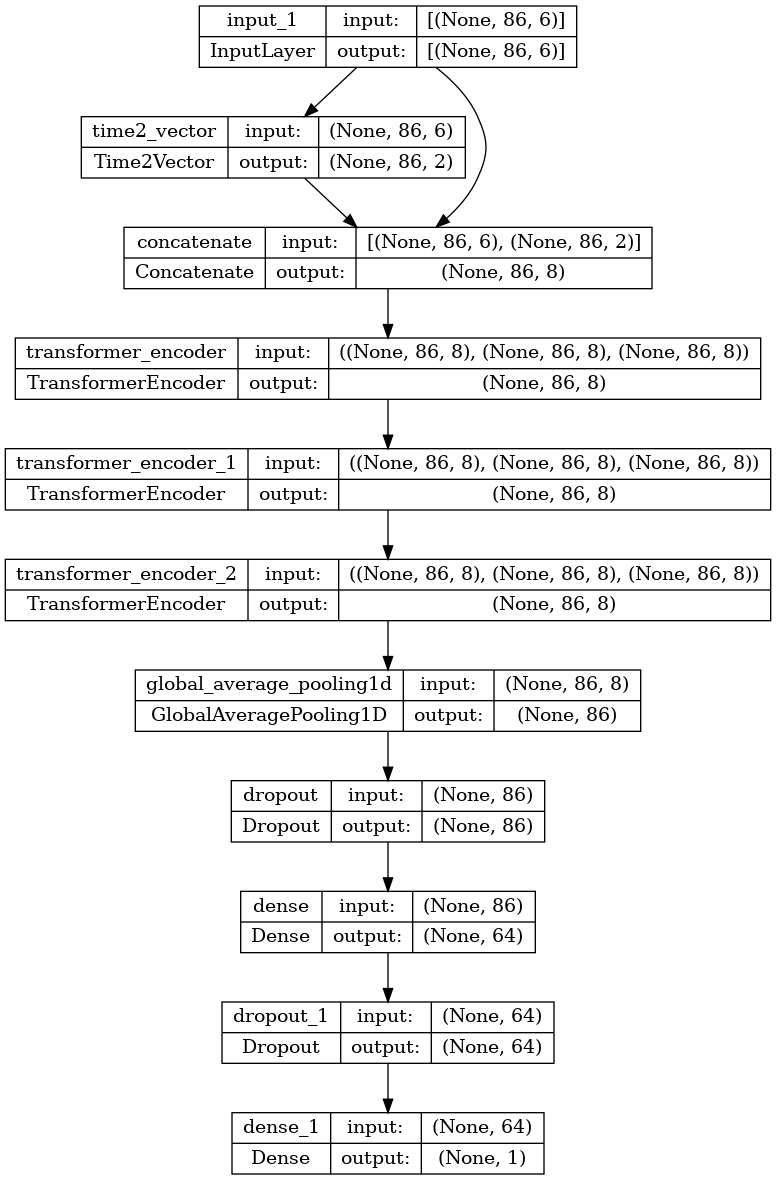 input_1 input: [(None, 86, 6)]
InputLayer output: [(None, 86, 6)]
time2_vector input: (None, 86, 6)
Time2Vector output: (None, 86, 2)
concatenate input: [(None, 86, 6), (None, 86, 2)]
Concatenate output: (None, 86, 8)
transformer_encoder input: ((None, 86, 8), (None, 86, 8), (None, 86, 8))
TransformerEncoder output: (None, 86, 8)
transformer_encoder_1 input: ((None, 86, 8), (None, 86, 8), (None, 86, 8))
TransformerEncoder output: (None, 86, 8)
transformer_encoder_2 input: ((None, 86, 8), (None, 86, 8), (None, 86, 8))
TransformerEncoder output: (None, 86, 8)
global_average_pooling1d input: (None, 86, 8)
GlobalAveragePooling1D output: (None, 86)
dropout input: (None, 86)
Dropout output: (None, 86)
dense input: (None, 86)
Dense output: (None, 64)
dropout_1 input: (None, 64)
Dropout output: (None, 64)
dense_1 input: (None, 64)
Dense output: (None, 1)